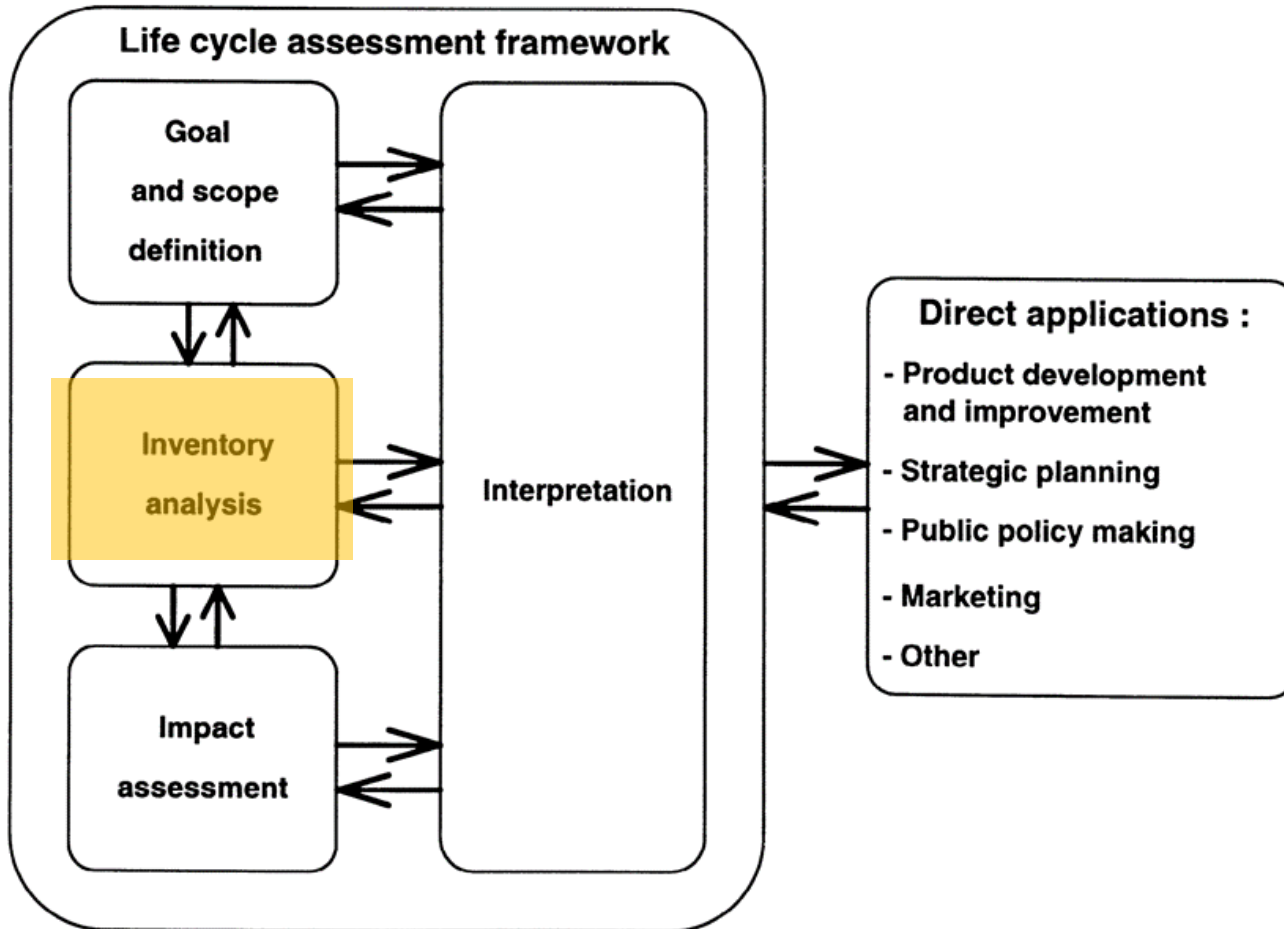 Life cycle assessment framework
Goal
and scope
definition
Inventory
analysis
Impact
assessment
Interpretation
Direct applications :
- Product development
and improvement
- Strategic planning
- Public policy making
- Marketing
- Other